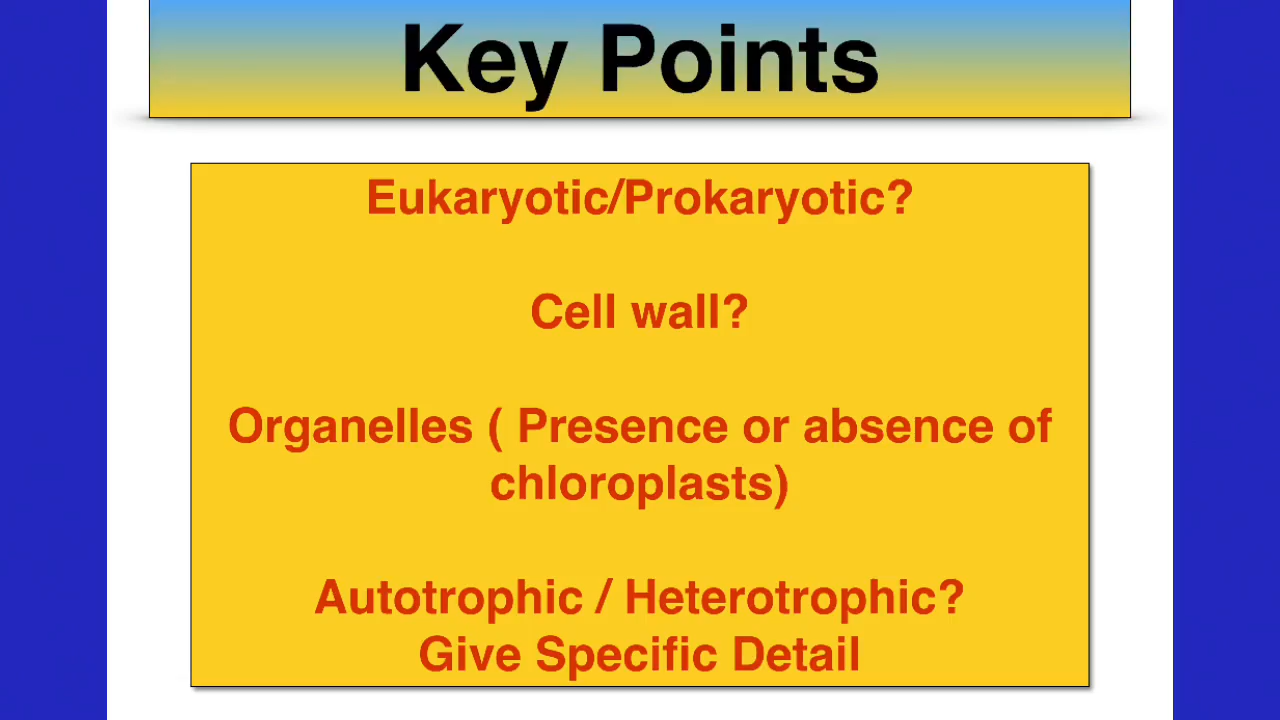 Key Points
Eukaryotic/Prokaryotic?
Cell wall?
Organelles ( Presence or absence of
chloroplasts)
Autotrophic / Heterotrophic?
Give Specific Detail